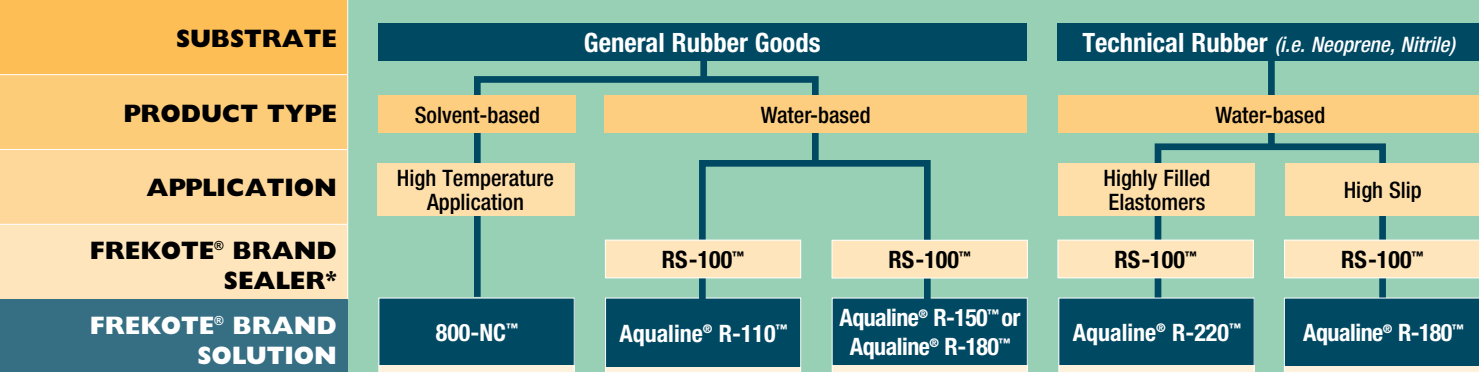 SUBSTRATE
General Rubber Goods
Technical Rubber (i.e. Neoprene, Nitrile)
PRODUCT TYPE
Solvent-based
Water-based
Water-based
APPLICATION
High Temperature
Application
Highly Filled
Elastomers
High Slip
FREKOTE® BRAND
SEALER*
RS-100™
RS-100™
RS-100™
RS-100™
FREKOTE® BRAND
SOLUTION
800-NC™
Aqualine® R-110™
Aqualine® R-150™ or
Aqualine® R-180™
Aqualine® R-220™
Aqualine® R-180™